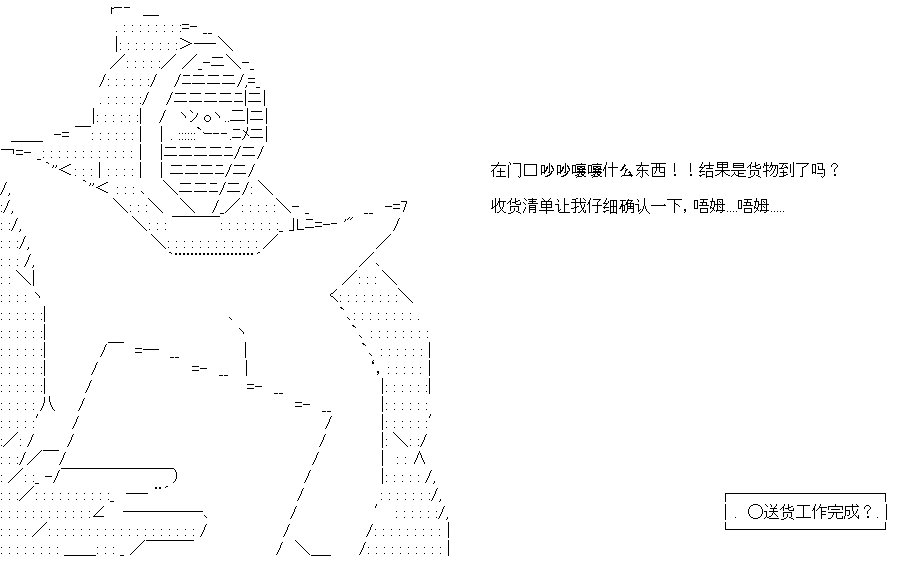 在门口吵吵嚷嚷什么东西！！结果是货物到了吗？
收货清单让我仔细确认一下，唔姆....唔姆.....
. ○送货工作完成？.